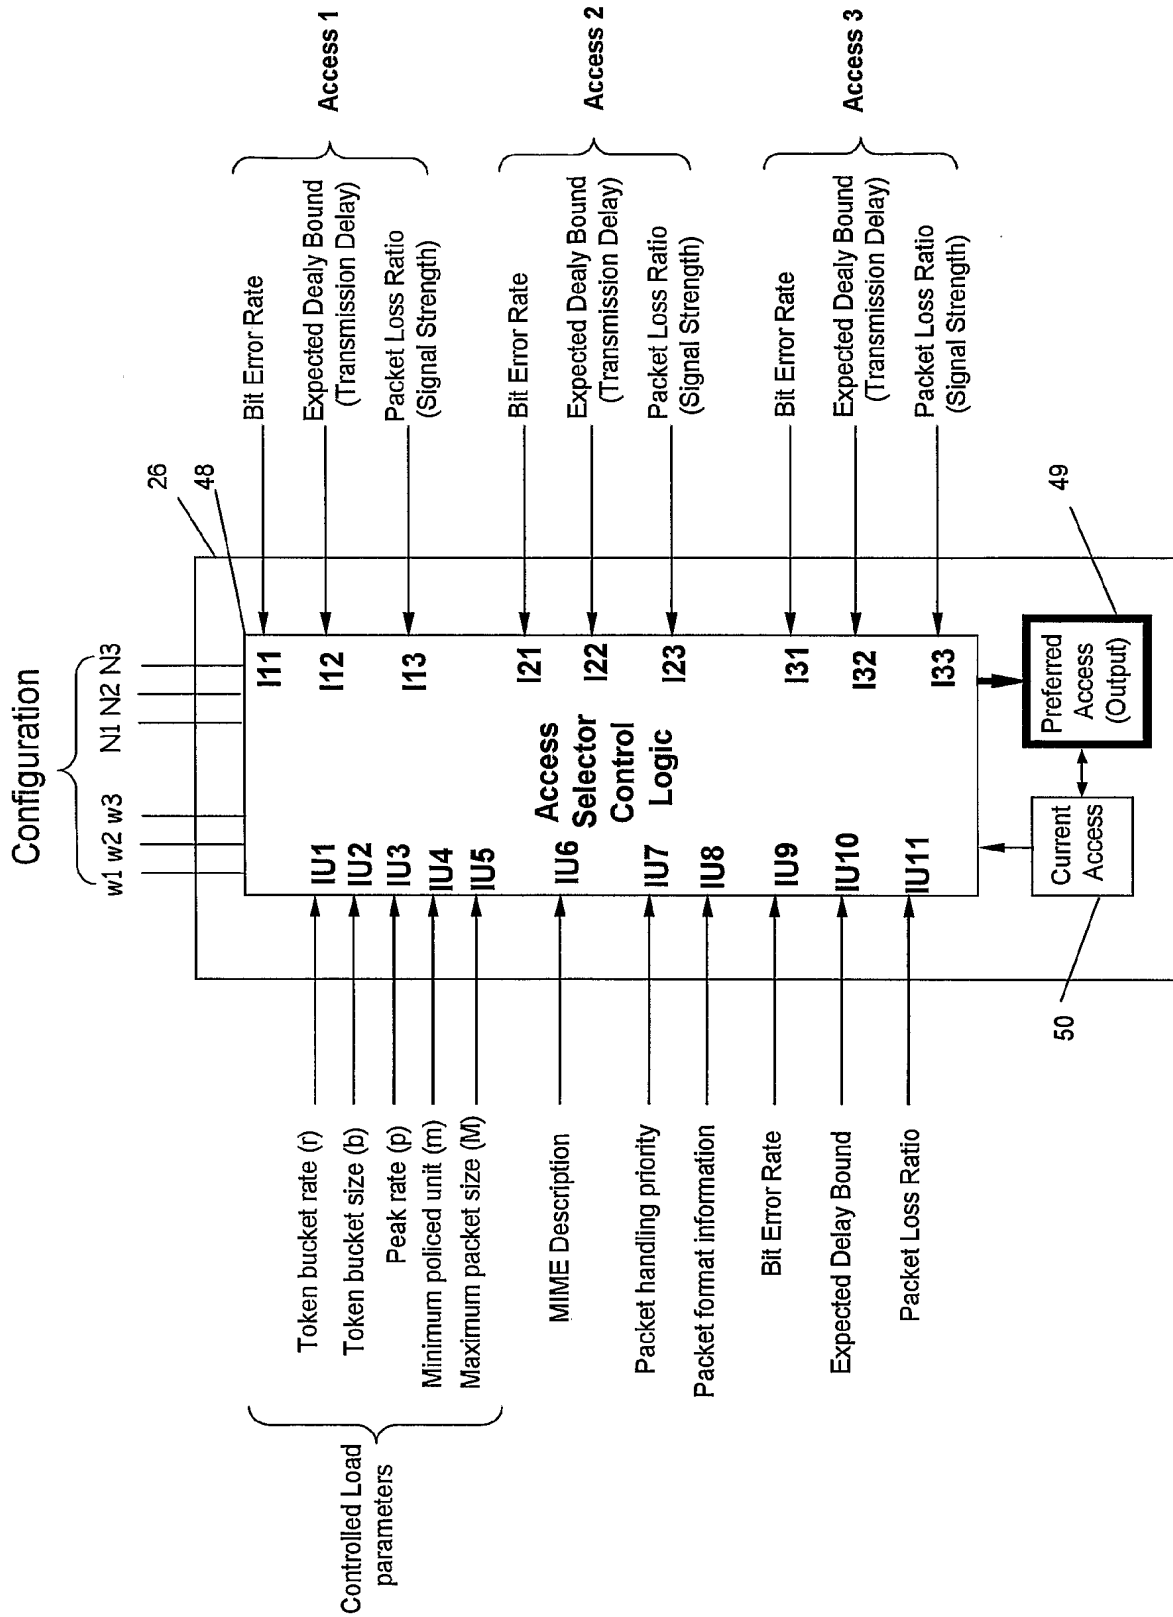 Configuration
w1 w2 w3
N1 N2 N3
26
48
Controlled Load
parameters
Token bucket rate (r)
Token bucket size (b)
Peak rate (p)
Minimum policed unit (m)
Maximum packet size (M)
MIME Description
Packet handling priority
Packet format information
Bit Error Rate
Expected Delay Bound
Packet Loss Ratio
IU1
IU2
IU3
IU4
IU5
IU6
IU7
IU8
IU9
IU10
IU11
Access
Selector
Control
Logic
I11
I12
I13
I21
I22
I23
I31
I32
I33
Bit Error Rate
Expected Dealy Bound
(Transmission Delay)
Packet Loss Ratio
(Signal Strength)
Access 1
Bit Error Rate
Expected Dealy Bound
(Transmission Delay)
Packet Loss Ratio
(Signal Strength)
Access 2
Bit Error Rate
Expected Dealy Bound
(Transmission Delay)
Packet Loss Ratio
(Signal Strength)
Access 3
Current
Access
50
Preferred
Access
(Output)
49